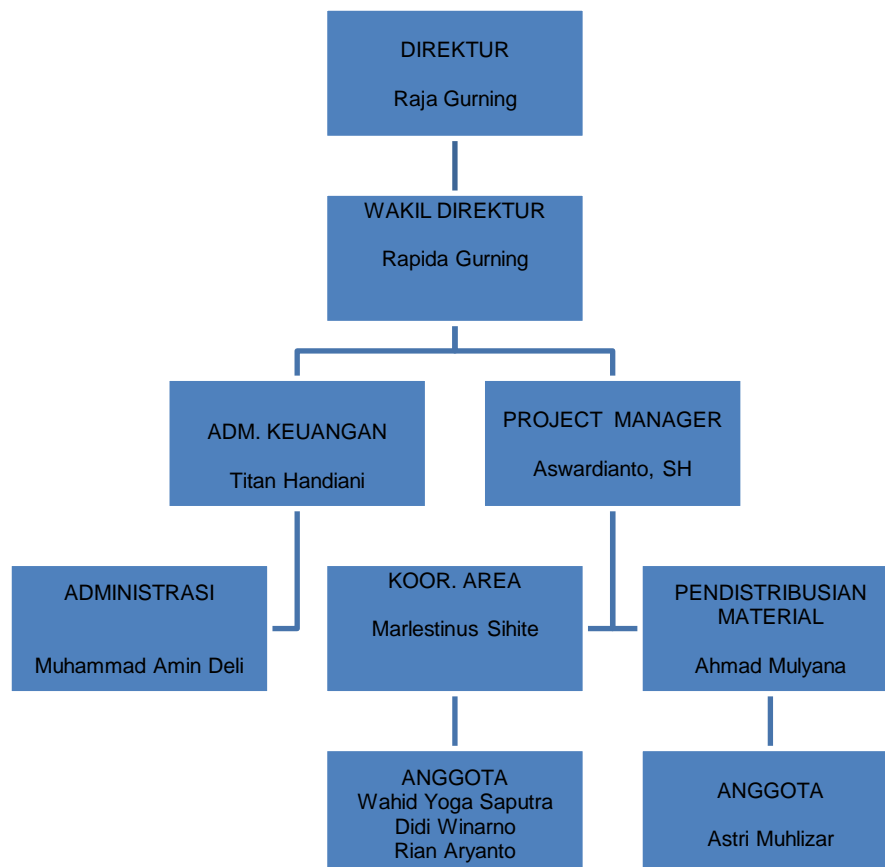 DIREKTUR
Raja Gurning
WAKIL DIREKTUR
Rapida Gurning
ADM. KEUANGAN
Titan Handiani
PROJECT MANAGER
Aswardianto, SH
ADMINISTRASI
Muhammad Amin Deli
KOOR. AREA
Marlestinus Sihite
PENDISTRIBUSIAN
MATERIAL
Ahmad Mulyana
ANGGOTA
Wahid Yoga Saputra
Didi Winarno
Rian Aryanto
ANGGOTA
Astri Muhlizar